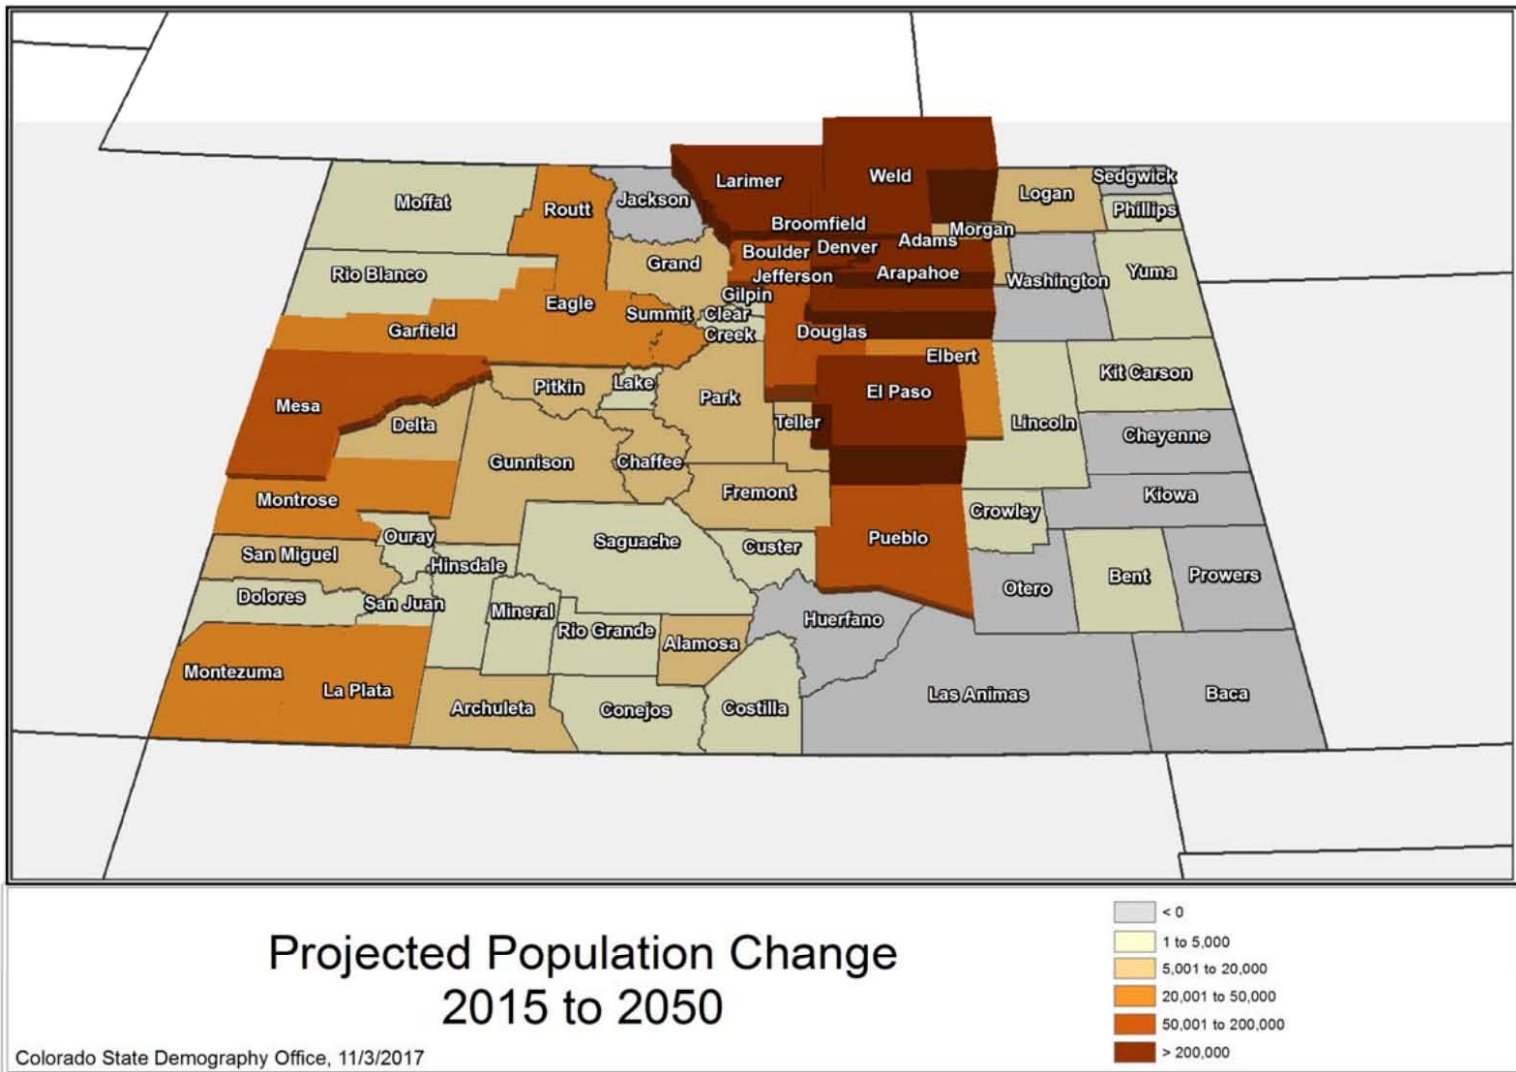 Sedgwick
Larimer
Weld
Logan
Moffat
Routt
Jackson
Phillips
Broomfield
Morgan
Adams
Denver
Boulder
Grand
Rio Blanco
Jefferson
Arapahoe
Washington
Yuma
Gilpin
Eagle
Summit
Clear
Creek
Garfield
Douglas
Elbert
Kit Carson
Pitkin
Lake
Park
El Paso
Mesa
Delta
Teller
Lincoln
Cheyenne
Gunnison
Chaffee
Fremont
Kiowa
Montrose
Crowley
Ouray
Saguache
Custer
Pueblo
San Miguel
Hinsdale
Otero
Bent
Prowers
Dolores
San Juan
Mineral
Rio Grande
Alamosa
Huerfano
Montezuma
La Plata
Archuleta
Conejos
Costilla
Las Animas
Baca
Projected Population Change
2015 to 2050
< 0
1 to 5,000
5,001 to 20,000
20,001 to 50,000
50,001 to 200,000
> 200,000
Colorado State Demography Office, 11/3/2017